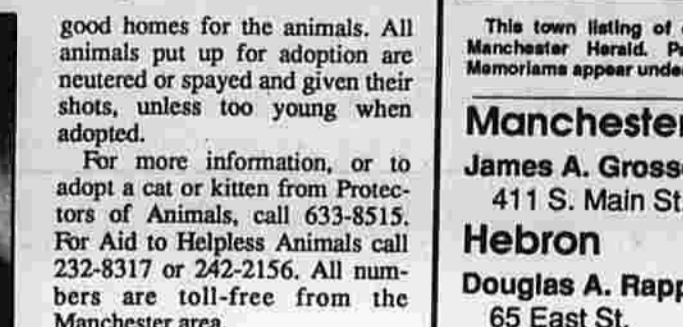 good homes for the animals. All
animals put up for adoption are
neutered or spayed and given their
shots, unless too young when
adopted.
For more information, or to
adopt a cat or kitten from Protec-
tors of Animals, call 633-8515.
For Aid to Helpless Animals call
232-8317 or 242-2156. All num-
bers are toll-free from the
Manchester area.
This town listing of
Manchester Herald.
Memoriams appear
Manchester
James A.
411 S. Main St.
Hebron
Douglas A.
65 East St.